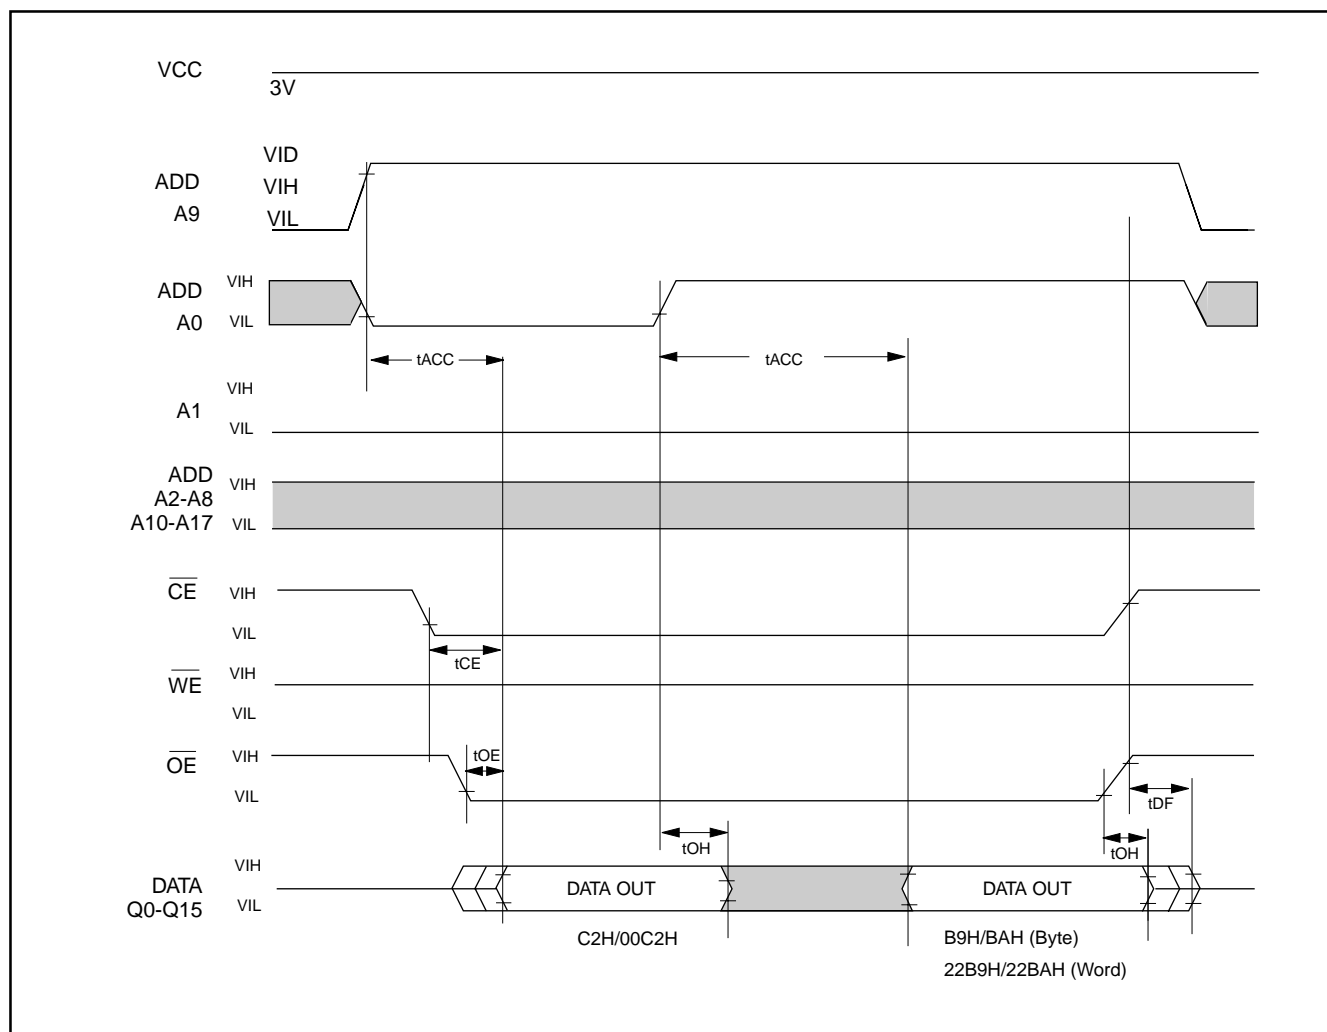 VCC
3V
VID
ADD
VIH
A9
VIL
VIH
ADD
A0
VIL
tACC
tACC
VIH
A1
VIL
ADD
VIH
A2-A8
A10-A17
VIL
CE
VIH
VIL
tCE
VIH
WE
VIL
tOE
VIH
OE
VIL
tDF
tOH
tOH
VIH
DATA
DATA OUT
DATA OUT
Q0-Q15
VIL
C2H/00C2H
B9H/BAH (Byte)
22B9H/22BAH (Word)